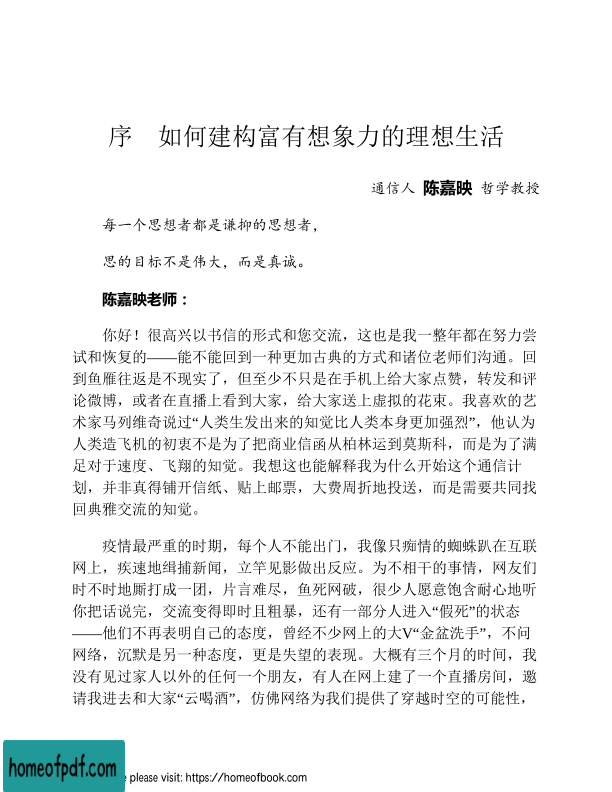 序　如何建构富有想象力的理想生活
通信人 陈嘉映 哲学教授
每一个思想者都是谦抑的思想者，
思的目标不是伟大，而是真诚。
陈嘉映老师：
你好！很高兴以书信的形式和您交流，这也是我一整年都在努力尝
试和恢复的——能不能回到一种更加古典的方式和诸位老师们沟通。回
到鱼雁往返是不现实了，但至少不只是在手机上给大家点赞，转发和评
论微博，或者在直播上看到大家，给大家送上虚拟的花束。我喜欢的艺
术家马列维奇说过“人类生发出来的知觉比人类本身更加强烈”，他认为
人类造飞机的初衷不是为了把商业信函从柏林运到莫斯科，而是为了满
足对于速度、飞翔的知觉。我想这也能解释我为什么开始这个通信计
划，并非真得铺开信纸、贴上邮票，大费周折地投送，而是需要共同找
回典雅交流的知觉。
疫情最严重的时期，每个人不能出门，我像只痴情的蜘蛛趴在互联
网上，疾速地缉捕新闻，立竿见影做出反应。为不相干的事情，网友们
时不时地厮打成一团，片言难尽，鱼死网破，很少人愿意饱含耐心地听
你把话说完，交流变得即时且粗暴，还有一部分人进入“假死”的状态
——他们不再表明自己的态度，曾经不少网上的大V“金盆洗手”，不问
网络，沉默是另一种态度，更是失望的表现。大概有三个月的时间，我
没有见过家人以外的任何一个朋友，有人在网上建了一个直播房间，邀
请我进去和大家“云喝酒”，仿佛网络为我们提供了穿越时空的可能性，
homeofpdf.com
please visit: https://homeofbook.com